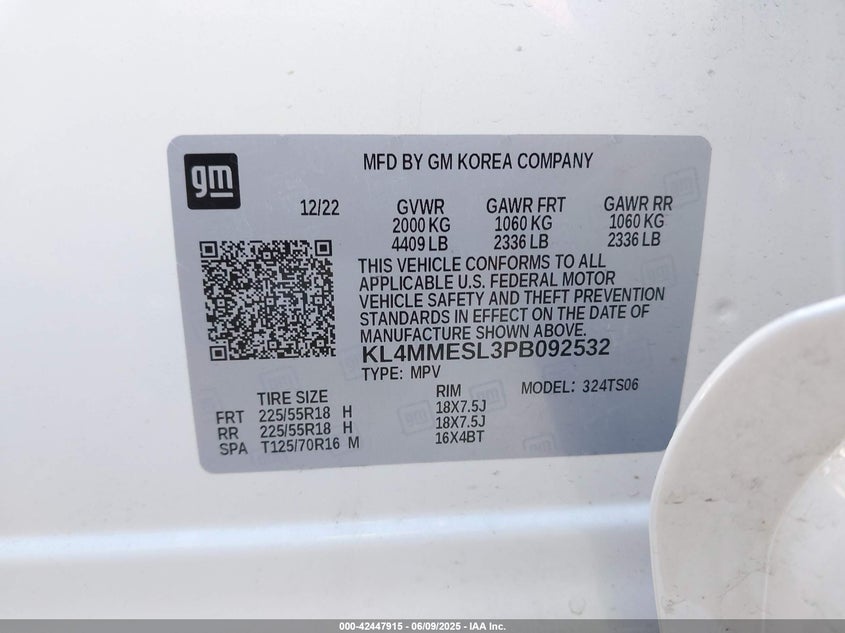 gm
MFD BY GM KOREA COMPANY
12/22 GVWR GAWR FRT GAWR RR
2000 KG 1060 KG 1060 KG
4409 LB 2336 LB 2336 LB
THIS VEHICLE CONFORMS TO ALL
APPLICABLE U.S. FEDERAL MOTOR
VEHICLE SAFETY AND THEFT PREVENTION
STANDARDS IN EFFECT ON THE DATE OF
MANUFACTURE SHOWN ABOVE.
KL4MMESL3PB092532
TYPE: MPV MODEL: 324TS06
TIRE SIZE RIM
FRT 225/55R18 H 18X7.5J
RR 225/55R18 H 18X7.5J
SPA T125/70R16 M 16X4BT
000-42447915 - 06/09/2025 - IAA Inc.